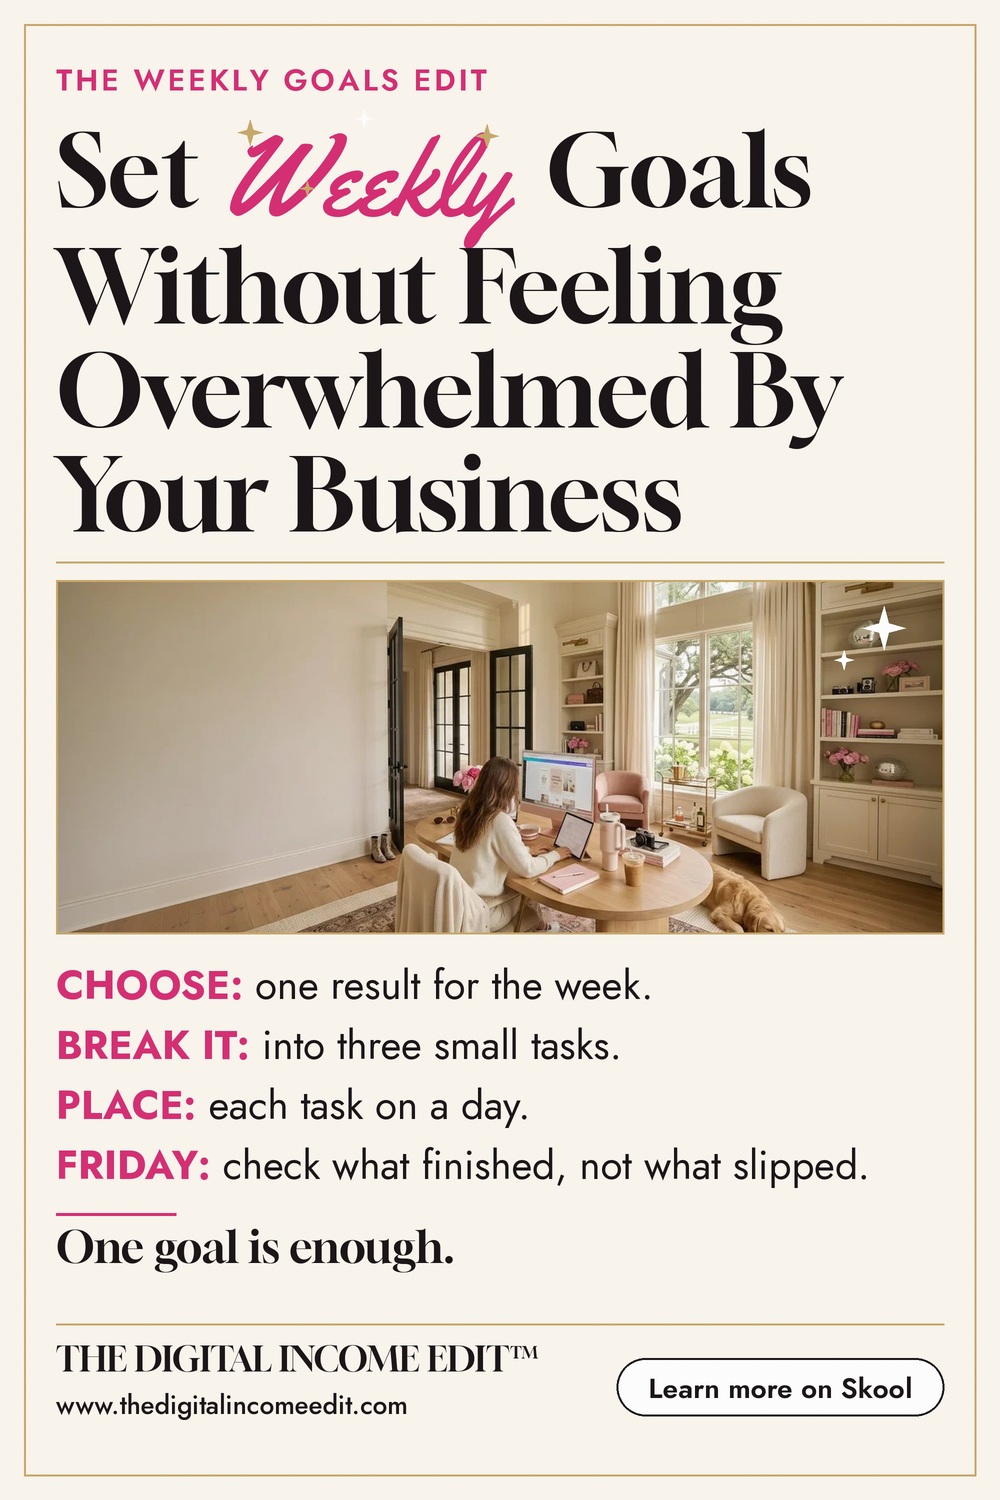 THE WEEKLY GOALS EDIT
Set Weekly Goals
Without Feeling
Overwhelmed By
Your Business
CHOOSE: one result for the week.
BREAK IT: into three small tasks.
PLACE: each task on a day.
FRIDAY: check what finished, not what slipped.
One goal is enough.
THE DIGITAL INCOME EDIT™
www.thedigitalincomeedit.com
Learn more on Skool